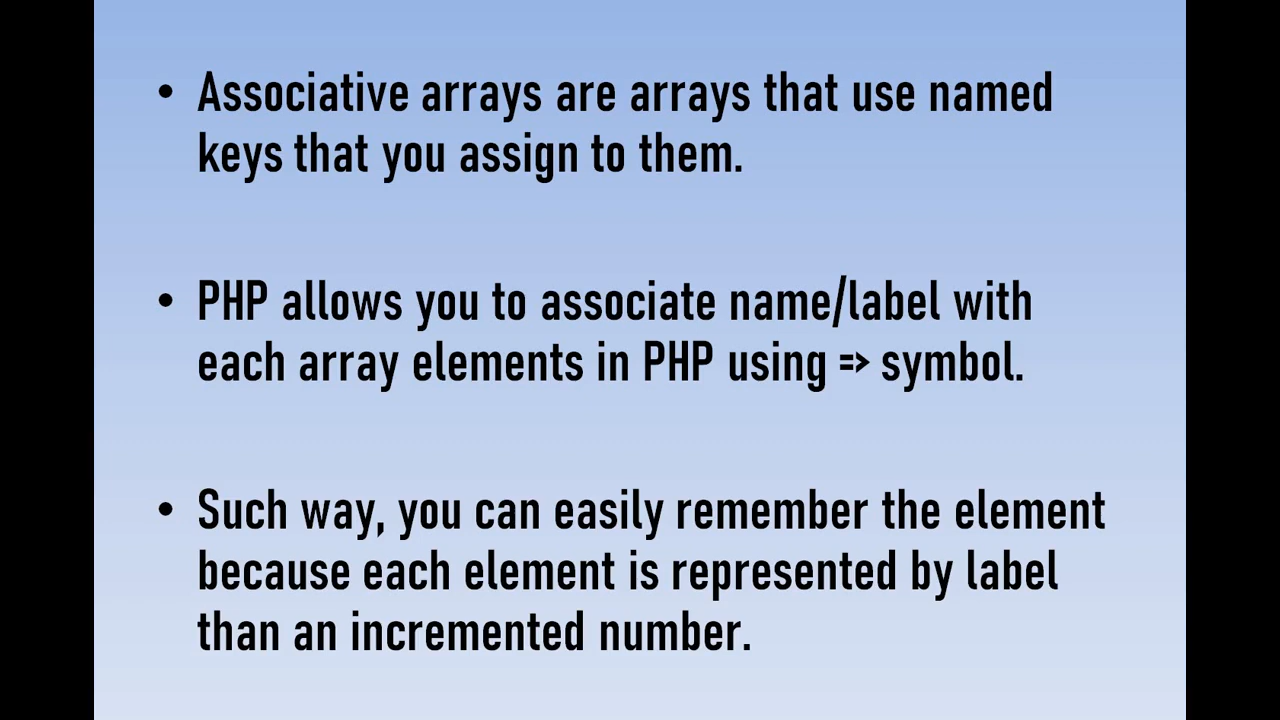 • Associative arrays are arrays that use named
keys that you assign to them.
• PHP allows you to associate name/label with
each array elements in PHP using => symbol.
• Such way, you can easily remember the element
because each element is represented by label
than an incremented number.